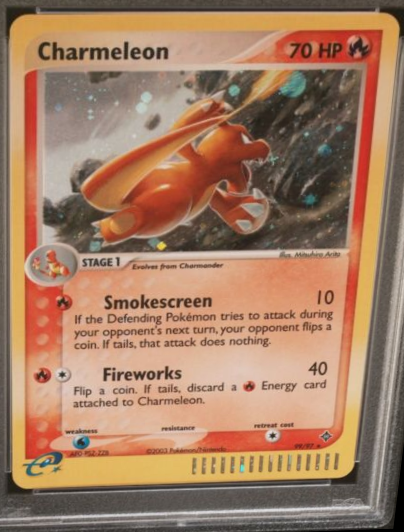 Charmeleon 70 HP
Illus. Mitsuhiro Arita
STAGE 1 Evolves from Charmander
Smokescreen 10
If the Defending Pokémon tries to attack during
your opponent's next turn, your opponent flips a
coin. If tails, that attack does nothing.
Fireworks 40
Flip a coin. If tails, discard a Energy card
attached to Charmeleon.
weakness resistance retreat cost
©2003 Pokémon/Nintendo 99/97